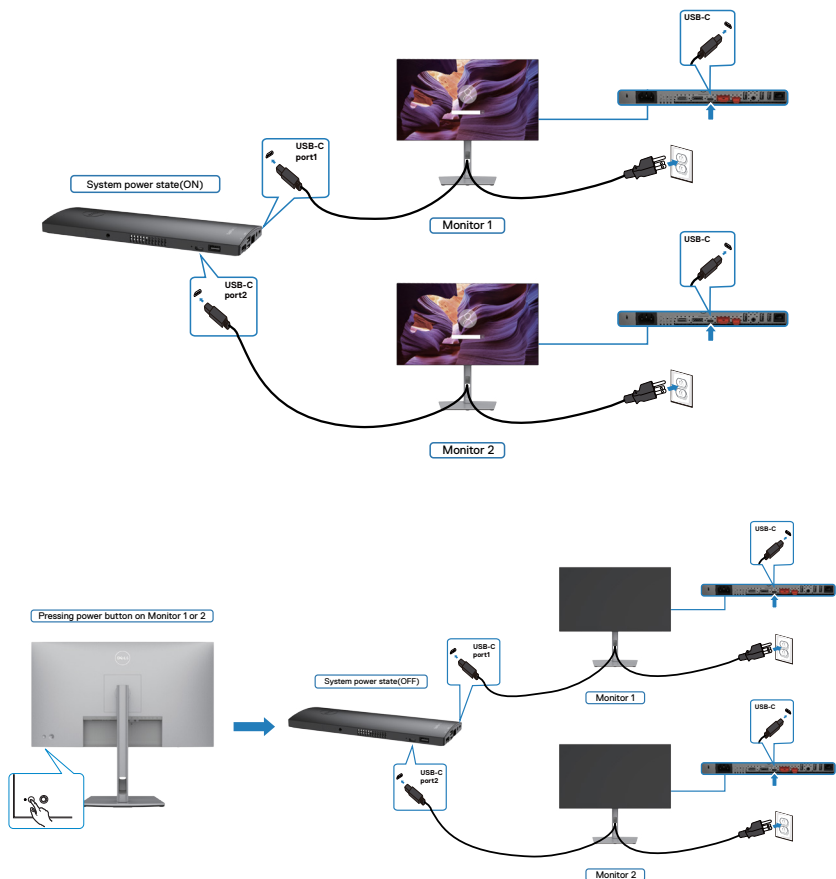 USB-C
USB-C
port1
System power state(ON)
Monitor 1
USB-C
USB-C
port2
Monitor 2
USB-C
Pressing power button on Monitor 1 or 2
DELL
USB-C
port1
System power state(OFF)
Monitor 1
USB-C
USB-C
port2
Monitor 2